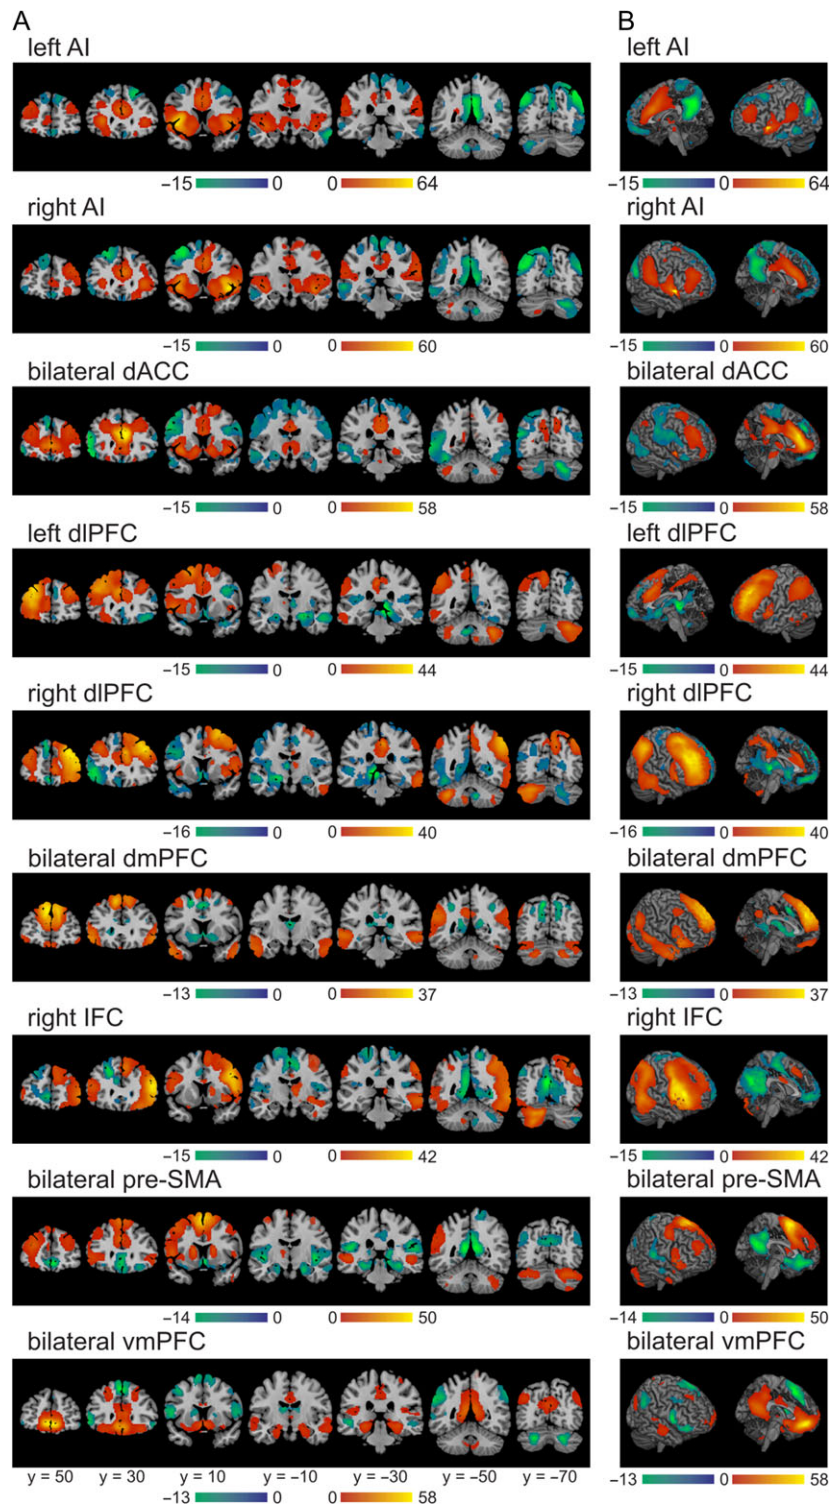 A
B
left AI
left AI
−15 0 0 64
−15 0 0 64
right AI
right AI
−15 0 0 60
−15 0 0 60
bilateral dACC
bilateral dACC
−15 0 0 58
−15 0 0 58
left dlPFC
left dlPFC
−15 0 0 44
−15 0 0 44
right dlPFC
right dlPFC
−16 0 0 40
−16 0 0 40
bilateral dmPFC
bilateral dmPFC
−13 0 0 37
−13 0 0 37
right IFC
right IFC
−15 0 0 42
−15 0 0 42
bilateral pre-SMA
bilateral pre-SMA
−14 0 0 50
−14 0 0 50
bilateral vmPFC
bilateral vmPFC
y = 50 y = 30 y = 10 y = −10 y = −30 y = −50 y = −70
−13 0 0 58
−13 0 0 58